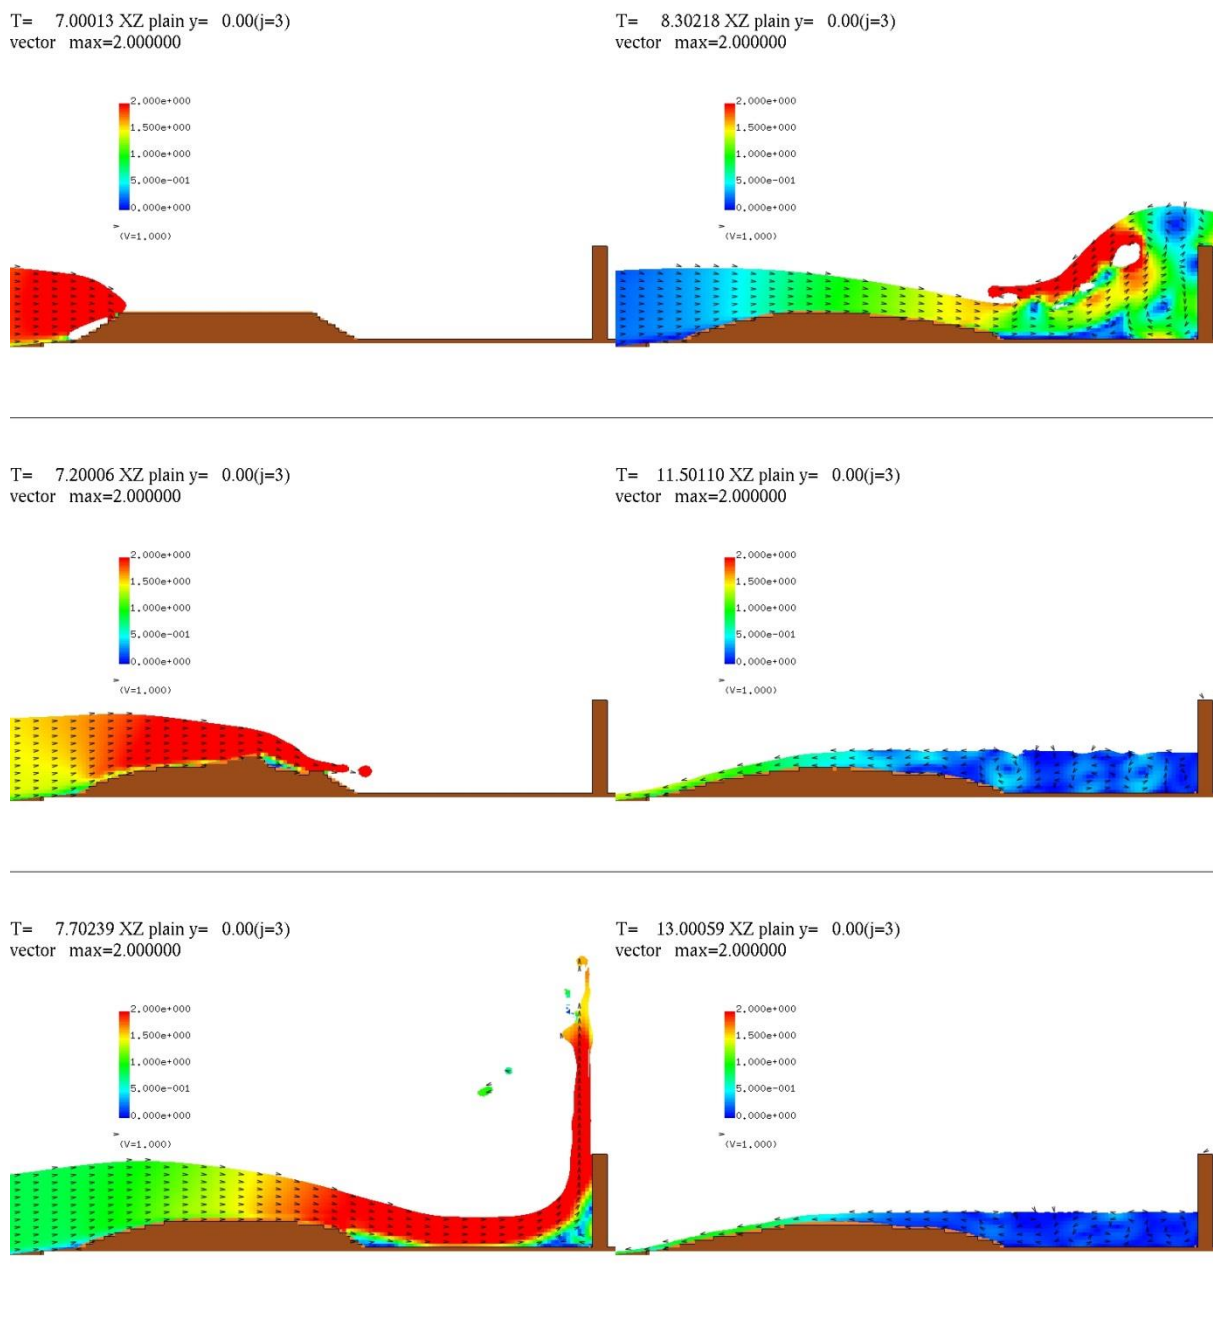 T= 7.00013 XZ plain y= 0.00(j=3)
vector max=2.000000
2.000e+000
1.500e+000
1.000e+000
5.000e-001
0.000e+000
(V=1.000)
T= 8.30218 XZ plain y= 0.00(j=3)
vector max=2.000000
2.000e+000
1.500e+000
1.000e+000
5.000e-001
0.000e+000
(V=1.000)
T= 7.20006 XZ plain y= 0.00(j=3)
vector max=2.000000
2.000e+000
1.500e+000
1.000e+000
5.000e-001
0.000e+000
(V=1.000)
T= 11.50110 XZ plain y= 0.00(j=3)
vector max=2.000000
2.000e+000
1.500e+000
1.000e+000
5.000e-001
0.000e+000
(V=1.000)
T= 7.70239 XZ plain y= 0.00(j=3)
vector max=2.000000
2.000e+000
1.500e+000
1.000e+000
5.000e-001
0.000e+000
(V=1.000)
T= 13.00059 XZ plain y= 0.00(j=3)
vector max=2.000000
2.000e+000
1.500e+000
1.000e+000
5.000e-001
0.000e+000
(V=1.000)